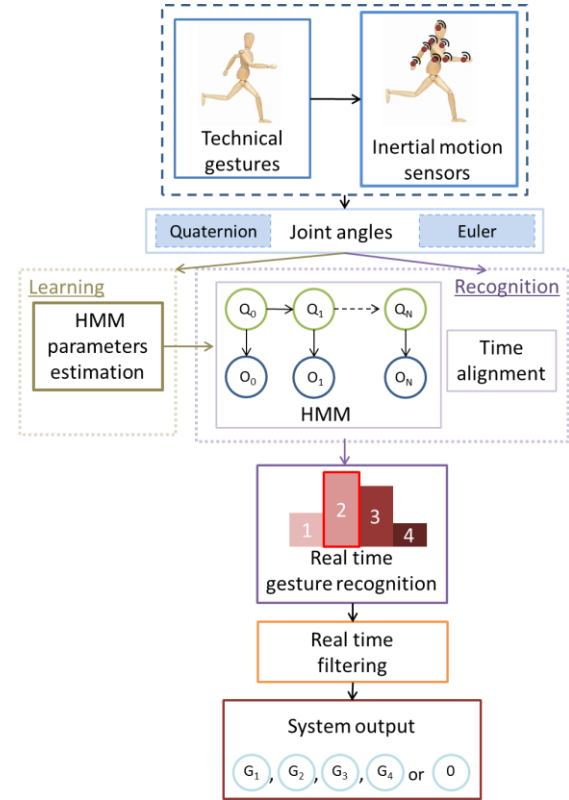 Technical
gestures
Inertial motion
sensors
Quaternion Joint angles Euler
Learning
Recognition
HMM
parameters
estimation
Q0 Q1 QN
O0 O1 ON
HMM
Time
alignment
1 2 3 4
Real time
gesture recognition
Real time
filtering
System output
G1, G2, G3, G4 or 0